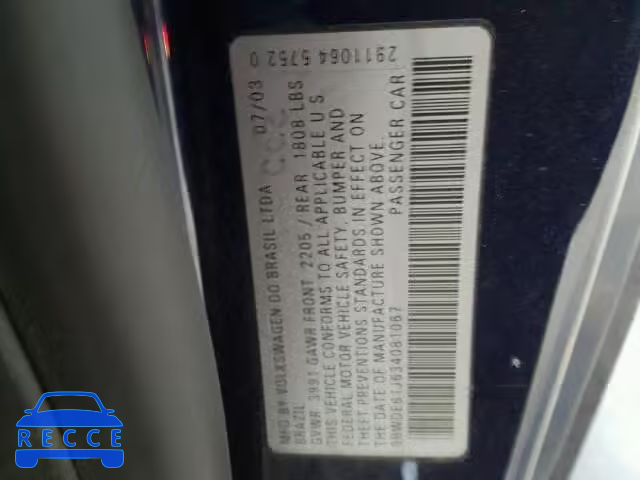 2911064 5752 0
MFD BY VOLKSWAGEN DO BRASIL LTDA 07/03
BRAZIL
GVWR 3991 GAWR FRONT 2205 / REAR 1808 LBS
THIS VEHICLE CONFORMS TO ALL APPLICABLE U S
FEDERAL MOTOR VEHICLE SAFETY, BUMPER AND
THEFT PREVENTIONS STANDARDS IN EFFECT ON
THE DATE OF MANUFACTURE SHOWN ABOVE.
PASSENGER CAR
RECCE